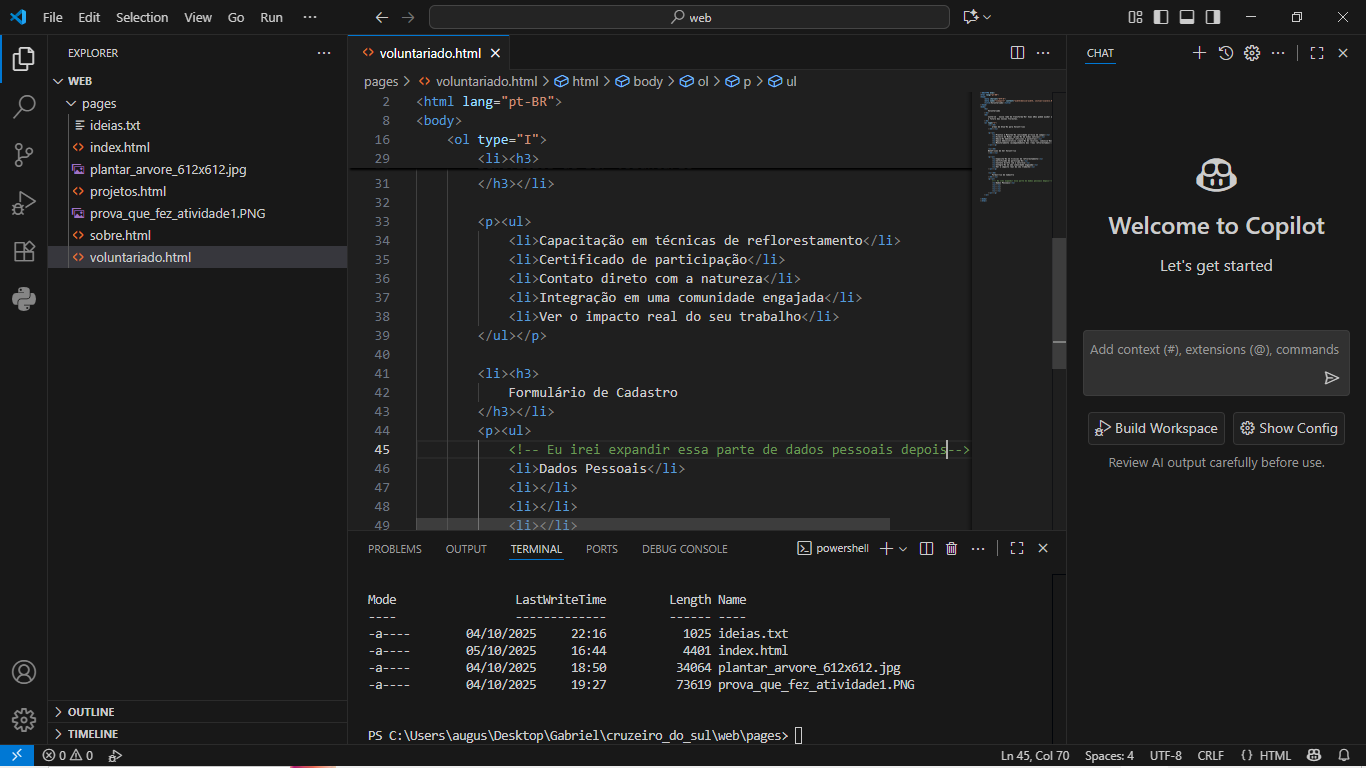 File Edit Selection View Go Run ···
web
EXPLORER ···
WEB
pages
ideias.txt
index.html
plantar_arvore_612x612.jpg
projetos.html
prova_que_fez_atividade1.PNG
sobre.html
voluntariado.html
OUTLINE
TIMELINE
voluntariado.html
pages > voluntariado.html > html > body > ol > p > ul
2 <html lang="pt-BR">
8 <body>
16 <ol type="I">
29 <li><h3>
31 </h3></li>
32
33 <p><ul>
34 <li>Capacitação em técnicas de reflorestamento</li>
35 <li>Certificado de participação</li>
36 <li>Contato direto com a natureza</li>
37 <li>Integração em uma comunidade engajada</li>
38 <li>Ver o impacto real do seu trabalho</li>
39 </ul></p>
40
41 <li><h3>
42 Formulário de Cadastro
43 </h3></li>
44 <p><ul>
45 <!-- Eu irei expandir essa parte de dados pessoais depois-->
46 <li>Dados Pessoais</li>
47 <li></li>
48 <li></li>
49 <li></li>
PROBLEMS OUTPUT TERMINAL PORTS DEBUG CONSOLE powershell
Mode LastWriteTime Length Name
---- ------------- ------ ----
-a---- 04/10/2025 22:16 1025 ideias.txt
-a---- 05/10/2025 16:44 4401 index.html
-a---- 04/10/2025 18:50 34064 plantar_arvore_612x612.jpg
-a---- 04/10/2025 19:27 73619 prova_que_fez_atividade1.PNG
PS C:\Users\augus\Desktop\Gabriel\cruzeiro_do_sul\web\pages>
CHAT
Welcome to Copilot
Let's get started
Add context (#), extensions (@), commands
Build Workspace Show Config
Review AI output carefully before use.
0 0
Ln 45, Col 70 Spaces: 4 UTF-8 CRLF {} HTML